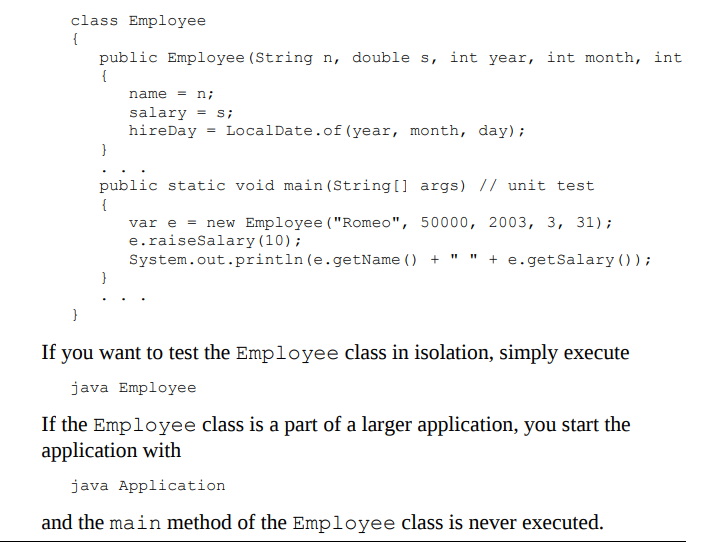 class Employee
{
public Employee(String n, double s, int year, int month, int
{
name = n;
salary = s;
hireDay = LocalDate.of(year, month, day);
}
. . .
public static void main(String[] args) // unit test
{
var e = new Employee("Romeo", 50000, 2003, 3, 31);
e.raiseSalary(10);
System.out.println(e.getName() + " " + e.getSalary());
}
. . .
}
If you want to test the Employee class in isolation, simply execute
java Employee
If the Employee class is a part of a larger application, you start the
application with
java Application
and the main method of the Employee class is never executed.